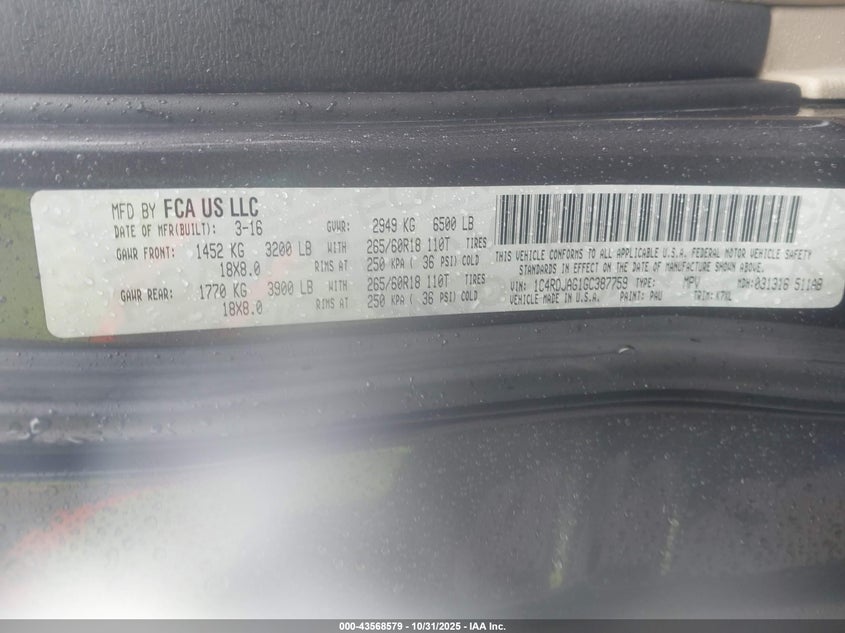 MFD BY FCA US LLC
DATE OF MFR(BUILT): 3-16 GVWR: 2949 KG 6500 LB
GAWR FRONT: 1452 KG 3200 LB WITH 265/60R18 110T TIRES
18X8.0 RIMS AT 250 KPA ( 36 PSI) COLD
GAWR REAR: 1770 KG 3900 LB WITH 265/60R18 110T TIRES
18X8.0 RIMS AT 250 KPA ( 36 PSI) COLD
THIS VEHICLE CONFORMS TO ALL APPLICABLE U.S.A. FEDERAL MOTOR VEHICLE SAFETY
STANDARDS IN EFFECT ON THE DATE OF MANUFACTURE SHOWN ABOVE.
VIN: 1C4RDJAG1GC387759 TYPE: MPV MDH:031316 511AB
VEHICLE MADE IN U.S.A. PAINT: PAU TRIM:
000-43568579 - 10/31/2025 - IAA Inc.